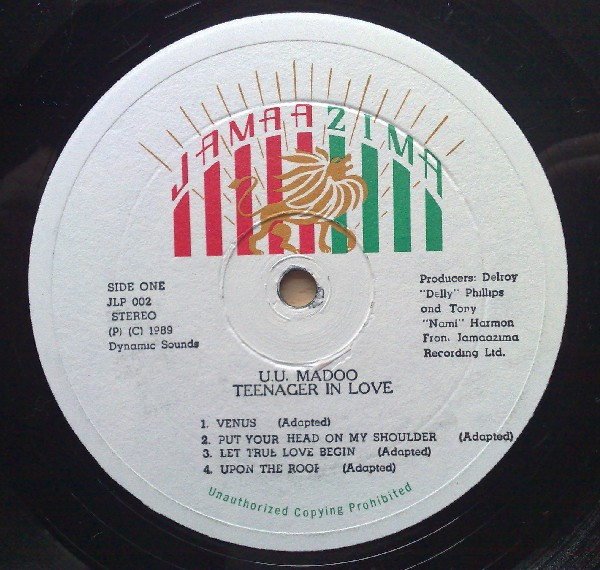 JAMAAZIMA
SIDE ONE
JLP 002
STEREO
(P) (C) 1989
Dynamic Sounds
Producers: Delroy
"Delly" Phillips
ond Tony
"Nami" Harmon
Fron. Jamaazima
Recording Ltd.
U.U. MADOO
TEENAGER IN LOVE
1. VENUS (Adapted)
2. PUT YOUR HEAD ON MY SHOULDER (Adapted)
3. LET TRUE LOVE BEGIN (Adapted)
4. UPON THE ROOF (Adapted)
Unauthorized Copying Prohibited